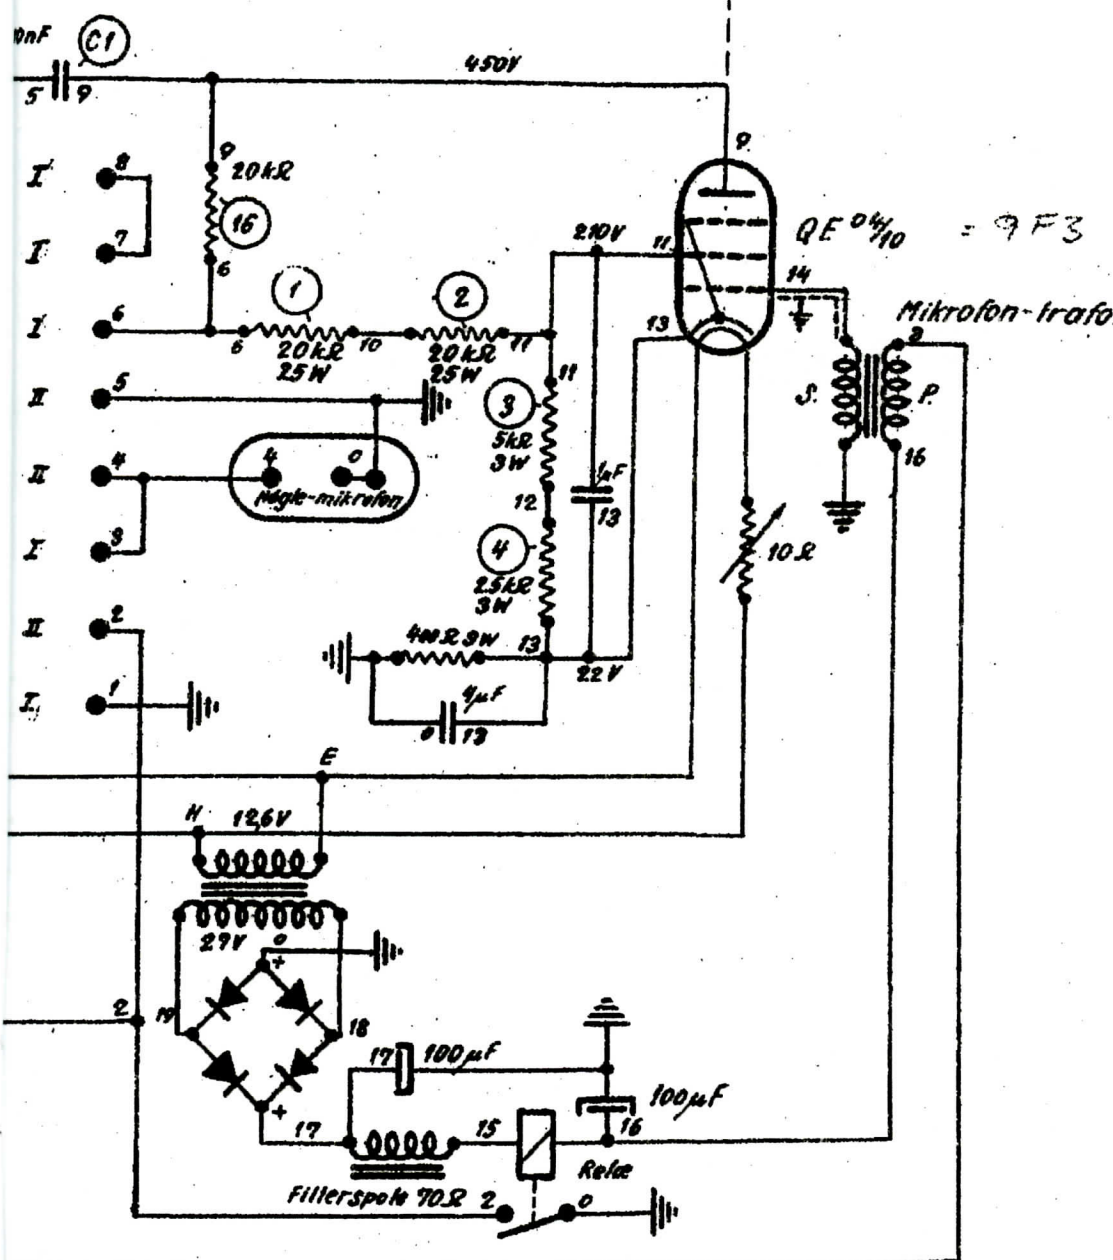 C1
5 9
450V
9
9
20kΩ
16
6
I 8
I 7
I 6
6
1
20kΩ
25W
10
2
20kΩ
25W
11
210V
11
QE 04/10 = 9F3
14
13
Mikrofon-trafo
S.
P.
16
II 5
II 4
4 0
Nøgle-mikrofon
I 3
II 2
I 1
11
3
5kΩ
3W
12
4
25kΩ
3W
1µF
13
10Ω
400Ω 3W
13
22V
4µF
0 13
E
H 12,6V
27V
0
+
19
18
2
+
17
17 100µF
100µF
15
16
Relæ
Filterspole 70Ω
2 0